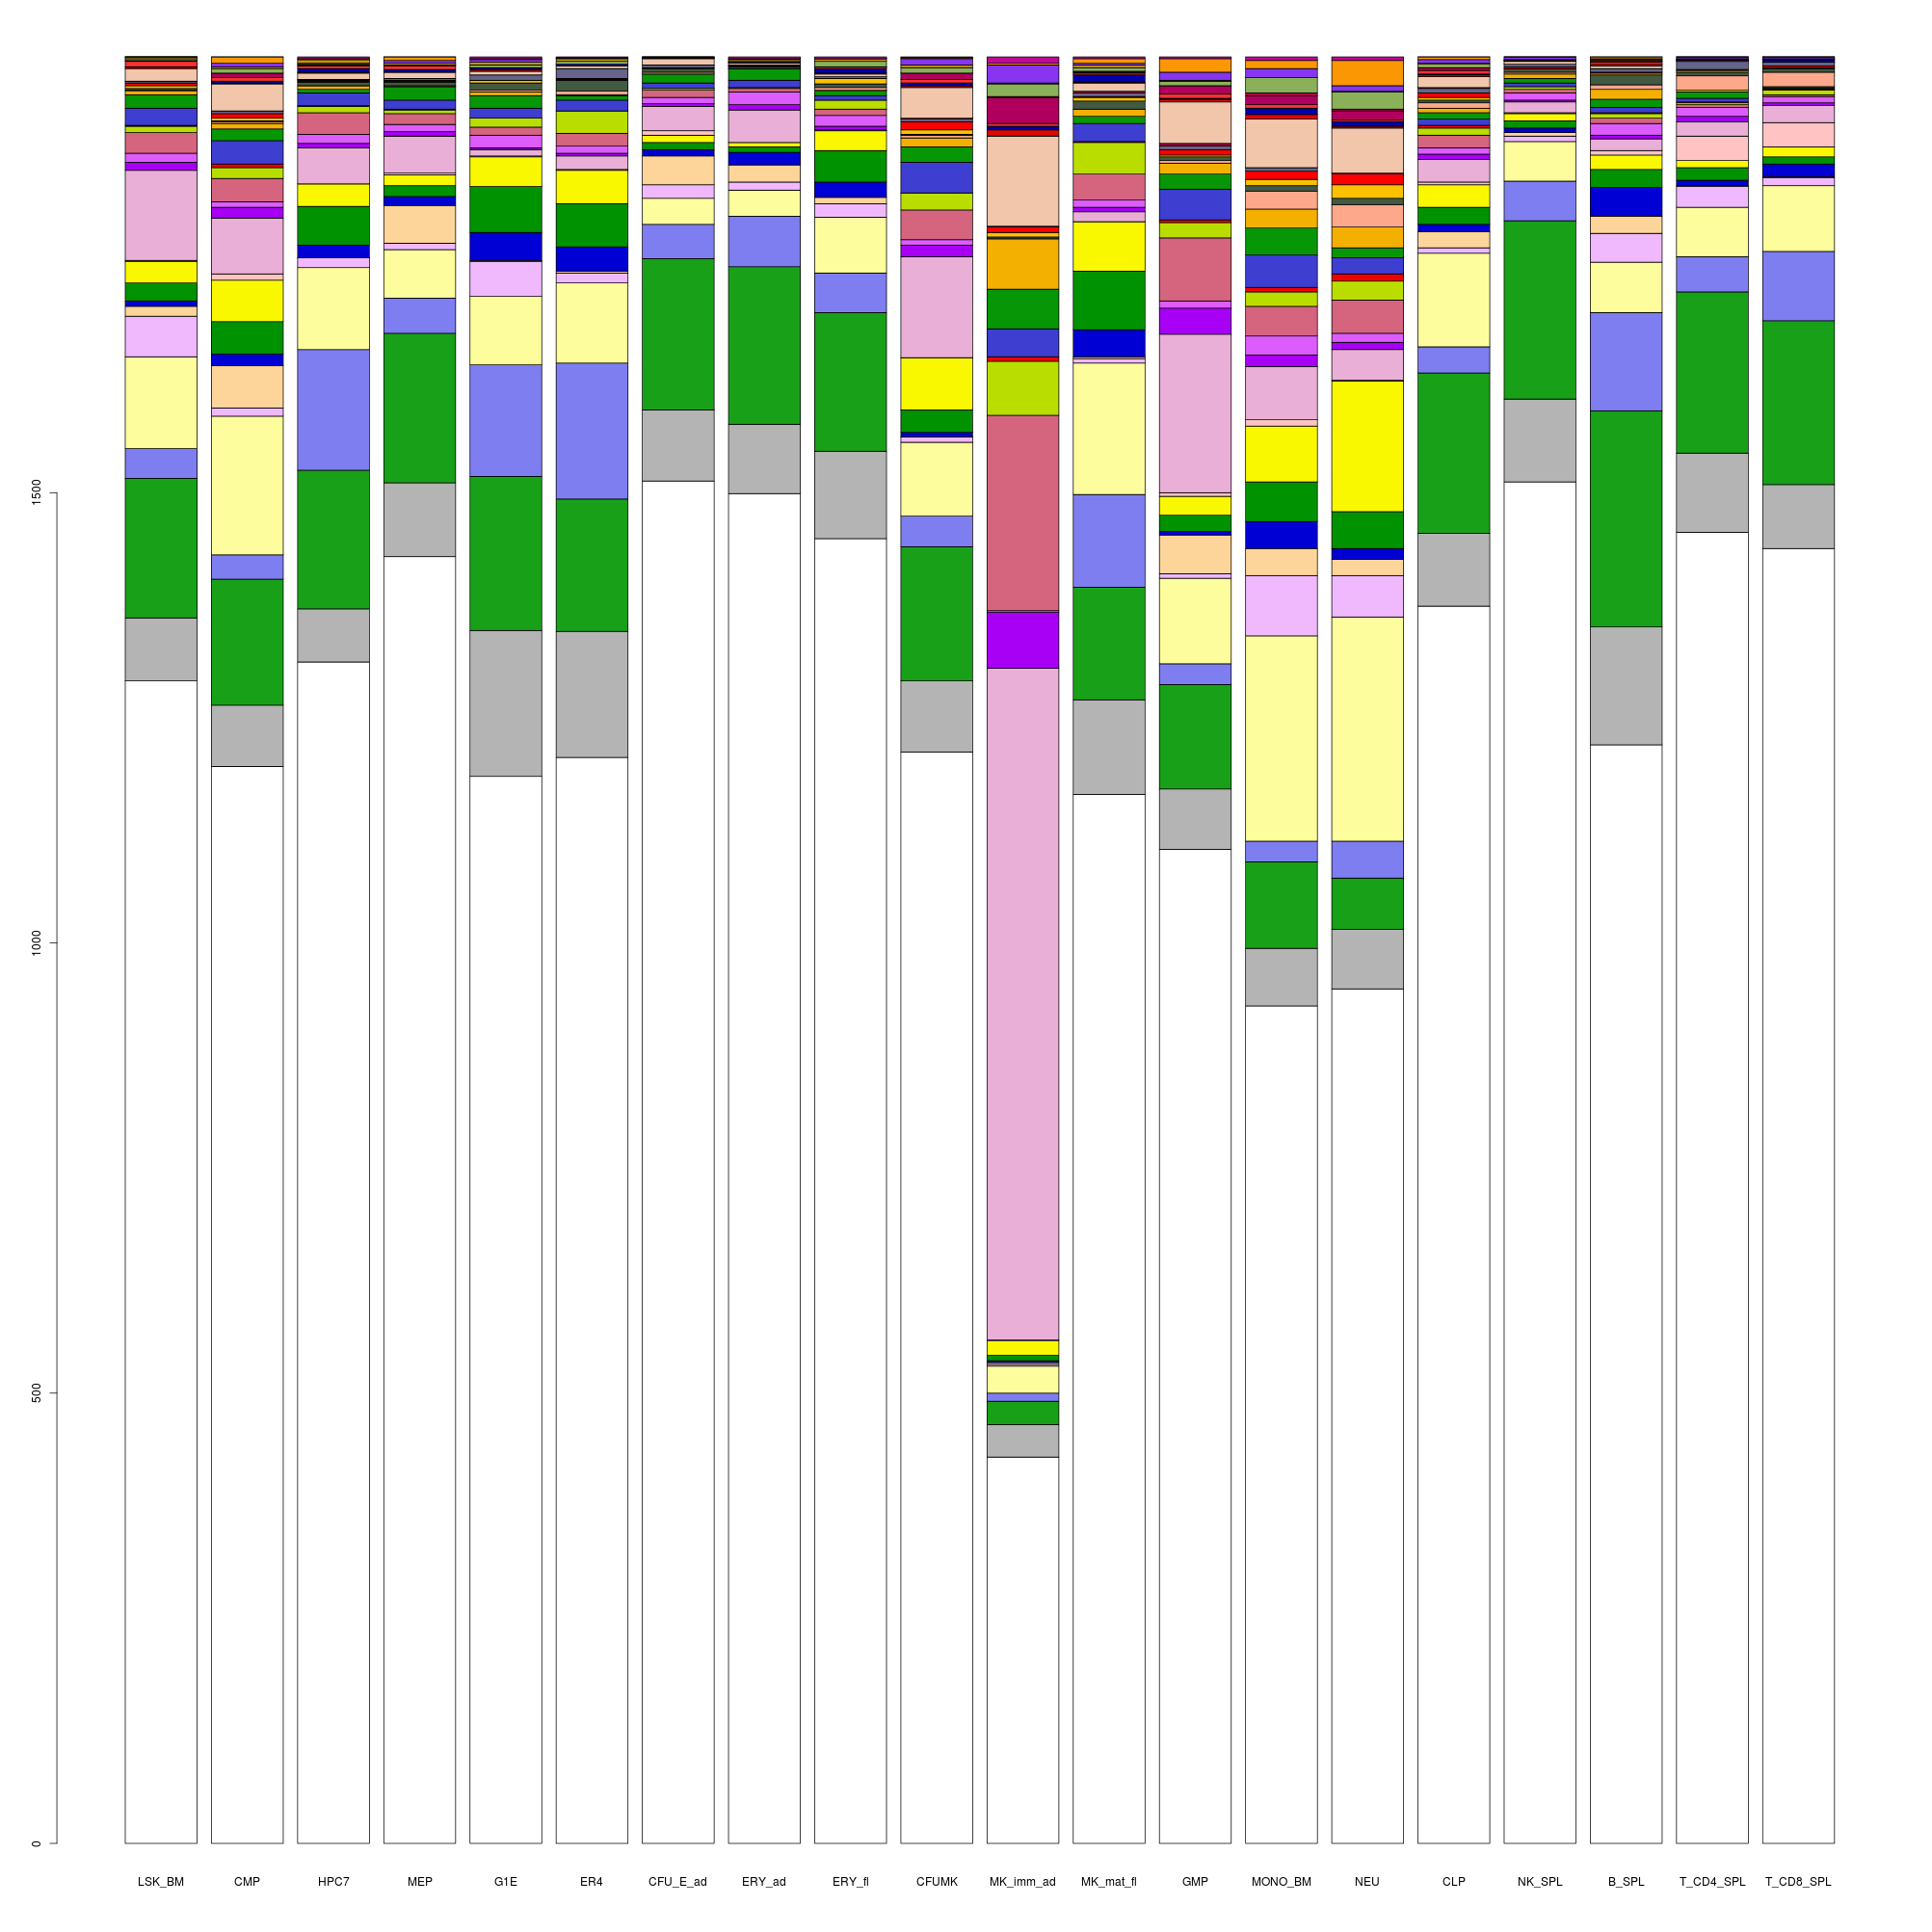 1500
1000
500
0
LSK_BM CMP HPC7 MEP G1E ER4 CFU_E_ad ERY_ad ERY_fl CFUMK MK_imm_ad MK_mat_fl GMP MONO_BM NEU CLP NK_SPL B_SPL T_CD4_SPL T_CD8_SPL